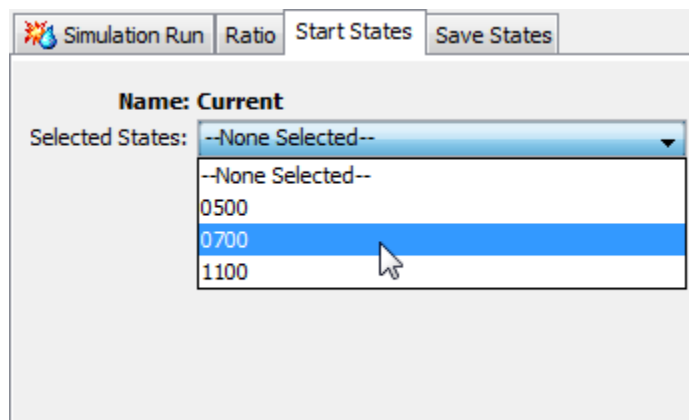 Simulation Run Ratio Start States Save States
Name: Current
Selected States: --None Selected--
--None Selected--
0500
0700
1100